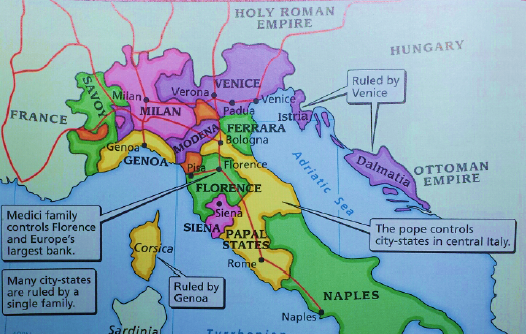 HOLY ROMAN
EMPIRE
HUNGARY
FRANCE
SAVOY
Milan
MILAN
Verona
VENICE
Padua
Venice
Istria
Ruled by
Venice
Dalmatia
OTTOMAN
EMPIRE
MODENA
FERRARA
Bologna
Genoa
GENOA
Adriatic Sea
Pisa
Florence
FLORENCE
Medici family
controls Florence
and Europe's
largest bank.
Siena
SIENA
PAPAL
STATES
The pope controls
city-states in central Italy.
Corsica
Rome
Many city-states
are ruled by a
single family.
Ruled by
Genoa
NAPLES
Naples
Sardinia
Tyrrhenian